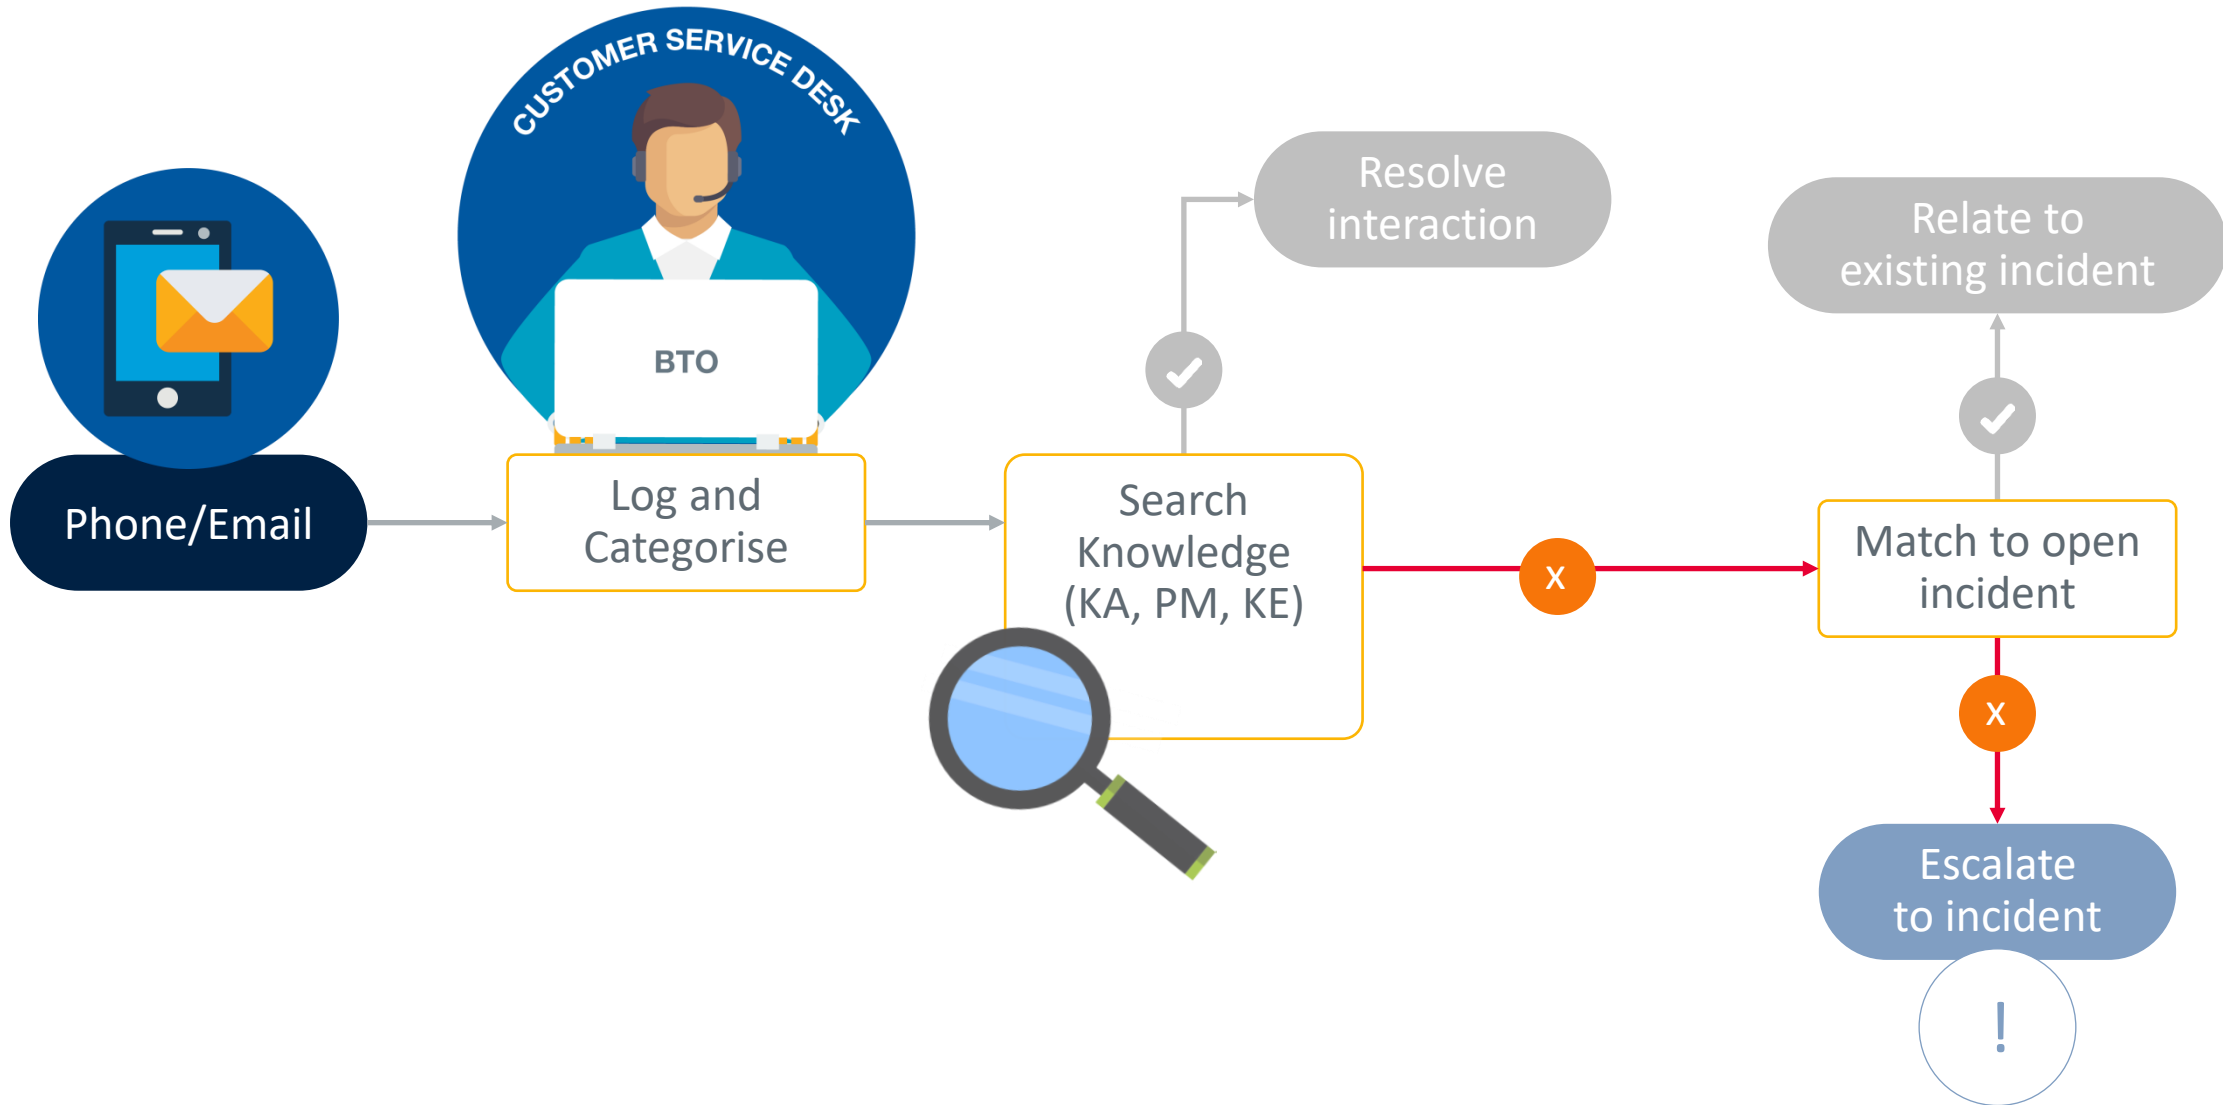 CUSTOMER SERVICE DESK
BTO
Phone/Email
Log and
Categorise
Search
Knowledge
(KA, PM, KE)
Resolve
interaction
x
Relate to
existing incident
Match to open
incident
x
Escalate
to incident
!